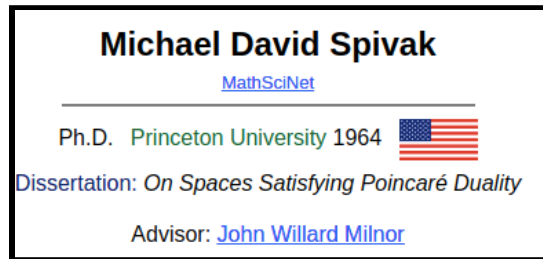 Michael David Spivak
MathSciNet
Ph.D. Princeton University 1964
Dissertation: On Spaces Satisfying Poincaré Duality
Advisor: John Willard Milnor